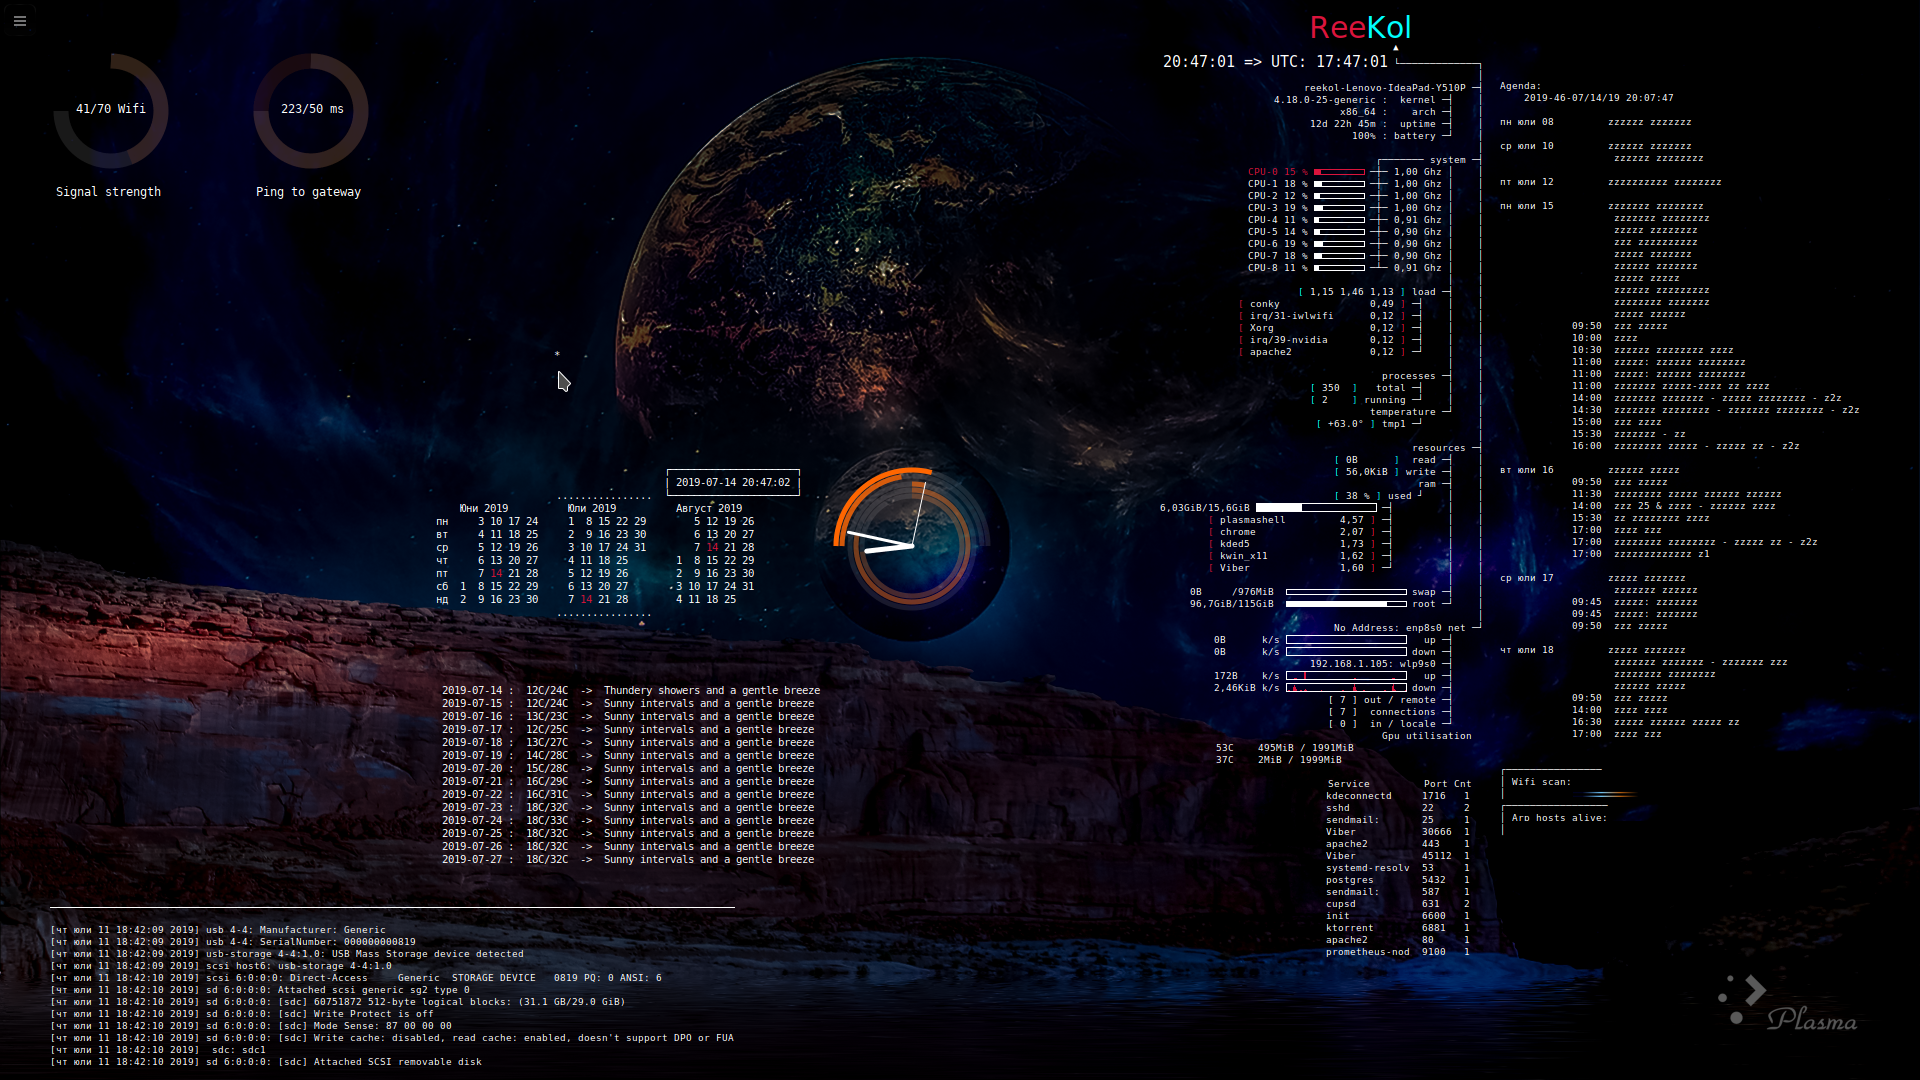 ReeKol
20:47:01 => UTC: 17:47:01
41/70 Wifi
223/50 ms
Signal strength
Ping to gateway
reekol-Lenovo-IdeaPad-Y510P
4.18.0-25-generic : kernel
x86_64 : arch
12d 22h 45m : uptime
100% : battery
system
CPU-0 15 % 1,00 Ghz
CPU-1 18 % 1,00 Ghz
CPU-2 12 % 1,00 Ghz
CPU-3 19 % 1,00 Ghz
CPU-4 11 % 0,91 Ghz
CPU-5 14 % 0,90 Ghz
CPU-6 19 % 0,90 Ghz
CPU-7 18 % 0,90 Ghz
CPU-8 11 % 0,91 Ghz
[ 1,15 1,46 1,13 ] load
[ conky 0,49 ]
[ irq/31-iwlwifi 0,12 ]
[ Xorg 0,12 ]
[ irq/39-nvidia 0,12 ]
[ apache2 0,12 ]
processes
[ 350 ] total
[ 2 ] running
temperature
[ +63.0° ] tmp1
resources
[ 0B ] read
[ 56,0KiB ] write
ram
[ 38 % ] used
6,03GiB/15,6GiB
[ plasmashell 4,57 ]
[ chrome 2,07 ]
[ kded5 1,73 ]
[ kwin_x11 1,62 ]
[ Viber 1,60 ]
0B /976MiB swap
96,7GiB/115GiB root
No Address: enp8s0 net
0B k/s up
0B k/s down
192.168.1.105: wlp9s0
172B k/s up
2,46KiB k/s down
[ 7 ] out / remote
[ 7 ] connections
[ 0 ] in / locale
Gpu utilisation
53C 495MiB / 1991MiB
37C 2MiB / 1999MiB
Service Port Cnt
kdeconnectd 1716 1
sshd 22 2
sendmail: 25 1
Viber 30666 1
apache2 443 1
Viber 45112 1
systemd-resolv 53 1
postgres 5432 1
sendmail: 587 1
cupsd 631 2
init 6600 1
ktorrent 6881 1
apache2 80 1
prometheus-nod 9100 1
Agenda:
2019-46-07/14/19 20:07:47
пн юли 08 zzzzzz zzzzzzz
ср юли 10 zzzzzz zzzzzzz
zzzzzz zzzzzzzz
пт юли 12 zzzzzzzzzz zzzzzzzz
пн юли 15 zzzzzzz zzzzzzzz
zzzzzzz zzzzzzzz
zzzzz zzzzzzzz
zzz zzzzzzzzzz
zzzzz zzzzzzz
zzzzzz zzzzzzz
zzzzz zzzzz
zzzzzz zzzzzzzzz
zzzzzzzz zzzzzzz
zzzzz zzzzzz
09:50 zzz zzzzz
10:00 zzzz
10:30 zzzzzz zzzzzzzz zzzz
11:00 zzzzz: zzzzzz zzzzzzzz
11:00 zzzzz: zzzzzz zzzzzzzz
11:00 zzzzzzz zzzzz-zzzz zz zzzz
14:00 zzzzzzz zzzzzzz - zzzzz zzzzzzzz - z2z
14:30 zzzzzzz zzzzzzzz - zzzzzzz zzzzzzzz - z2z
15:00 zzz zzzz
15:30 zzzzzzz - zz
16:00 zzzzzzzz zzzzz - zzzzz zz - z2z
вт юли 16 zzzzzz zzzzz
09:50 zzz zzzzz
11:30 zzzzzzzz zzzzz zzzzzz zzzzzz
14:00 zzz 25 & zzzz - zzzzzz zzzz
15:30 zz zzzzzzzz zzzz
17:00 zzzz zzz
17:00 zzzzzzzz zzzzzzzz - zzzzz zz - z2z
17:00 zzzzzzzzzzzzz z1
ср юли 17 zzzzz zzzzzzz
zzzzzzz zzzzzz
09:45 zzzzz: zzzzzzz
09:45 zzzzz: zzzzzzz
09:50 zzz zzzzz
чт юли 18 zzzzz zzzzzzz
zzzzzzz zzzzzzz - zzzzzzz zzz
zzzzzzzz zzzzzzzz
zzzzzz zzzzz
09:50 zzz zzzzz
14:00 zzzz zzzz
16:30 zzzzz zzzzzz zzzzz zz
17:00 zzzz zzz
Wifi scan:
Arp hosts alive:
*
2019-07-14 20:47:02
................
Юни 2019 Юли 2019 Август 2019
пн 3 10 17 24 1 8 15 22 29 5 12 19 26
вт 4 11 18 25 2 9 16 23 30 6 13 20 27
ср 5 12 19 26 3 10 17 24 31 7 14 21 28
чт 6 13 20 27 4 11 18 25 1 8 15 22 29
пт 7 14 21 28 5 12 19 26 2 9 16 23 30
сб 1 8 15 22 29 6 13 20 27 3 10 17 24 31
нд 2 9 16 23 30 7 14 21 28 4 11 18 25
................
2019-07-14 : 12C/24C -> Thundery showers and a gentle breeze
2019-07-15 : 12C/24C -> Sunny intervals and a gentle breeze
2019-07-16 : 13C/23C -> Sunny intervals and a gentle breeze
2019-07-17 : 12C/25C -> Sunny intervals and a gentle breeze
2019-07-18 : 13C/27C -> Sunny intervals and a gentle breeze
2019-07-19 : 14C/28C -> Sunny intervals and a gentle breeze
2019-07-20 : 15C/28C -> Sunny intervals and a gentle breeze
2019-07-21 : 16C/29C -> Sunny intervals and a gentle breeze
2019-07-22 : 16C/31C -> Sunny intervals and a gentle breeze
2019-07-23 : 18C/32C -> Sunny intervals and a gentle breeze
2019-07-24 : 18C/33C -> Sunny intervals and a gentle breeze
2019-07-25 : 18C/32C -> Sunny intervals and a gentle breeze
2019-07-26 : 18C/32C -> Sunny intervals and a gentle breeze
2019-07-27 : 18C/32C -> Sunny intervals and a gentle breeze
[чт юли 11 18:42:09 2019] usb 4-4: Manufacturer: Generic
[чт юли 11 18:42:09 2019] usb 4-4: SerialNumber: 000000000819
[чт юли 11 18:42:09 2019] usb-storage 4-4:1.0: USB Mass Storage device detected
[чт юли 11 18:42:09 2019] scsi host6: usb-storage 4-4:1.0
[чт юли 11 18:42:10 2019] scsi 6:0:0:0: Direct-Access Generic STORAGE DEVICE 0819 PQ: 0 ANSI: 6
[чт юли 11 18:42:10 2019] sd 6:0:0:0: Attached scsi generic sg2 type 0
[чт юли 11 18:42:10 2019] sd 6:0:0:0: [sdc] 60751872 512-byte logical blocks: (31.1 GB/29.0 GiB)
[чт юли 11 18:42:10 2019] sd 6:0:0:0: [sdc] Write Protect is off
[чт юли 11 18:42:10 2019] sd 6:0:0:0: [sdc] Mode Sense: 87 00 00 00
[чт юли 11 18:42:10 2019] sd 6:0:0:0: [sdc] Write cache: disabled, read cache: enabled, doesn't support DPO or FUA
[чт юли 11 18:42:10 2019] sdc: sdc1
[чт юли 11 18:42:10 2019] sd 6:0:0:0: [sdc] Attached SCSI removable disk
Plasma